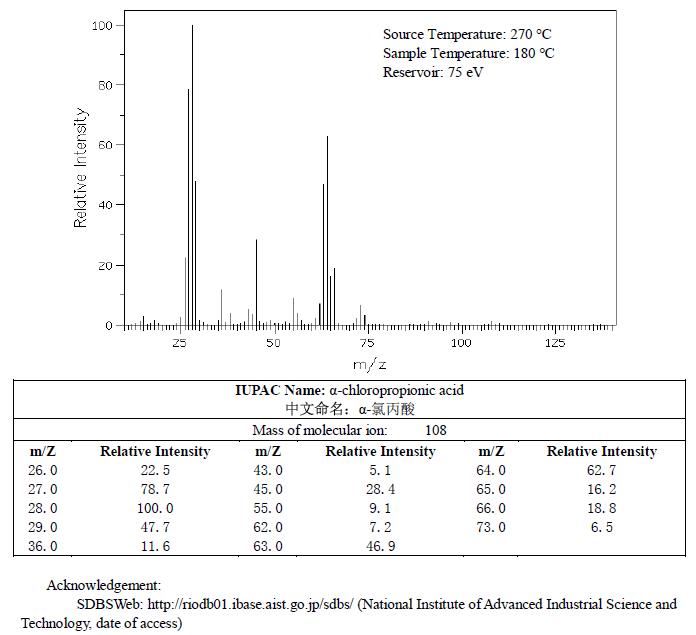 100
80
60
40
20
0
Relative Intensity
Source Temperature: 270 ℃
Sample Temperature: 180 ℃
Reservoir: 75 eV
25 50 75 100 125
m/z
IUPAC Name: α-chloropropionic acid
中文命名：α-氯丙酸
Mass of molecular ion: 108
m/Z Relative Intensity m/Z Relative Intensity m/Z Relative Intensity
26.0 22.5 43.0 5.1 64.0 62.7
27.0 78.7 45.0 28.4 65.0 16.2
28.0 100.0 55.0 9.1 66.0 18.8
29.0 47.7 62.0 7.2 73.0 6.5
36.0 11.6 63.0 46.9
Acknowledgement:
SDBSWeb: http://riodb01.ibase.aist.go.jp/sdbs/ (National Institute of Advanced Industrial Science and
Technology, date of access)